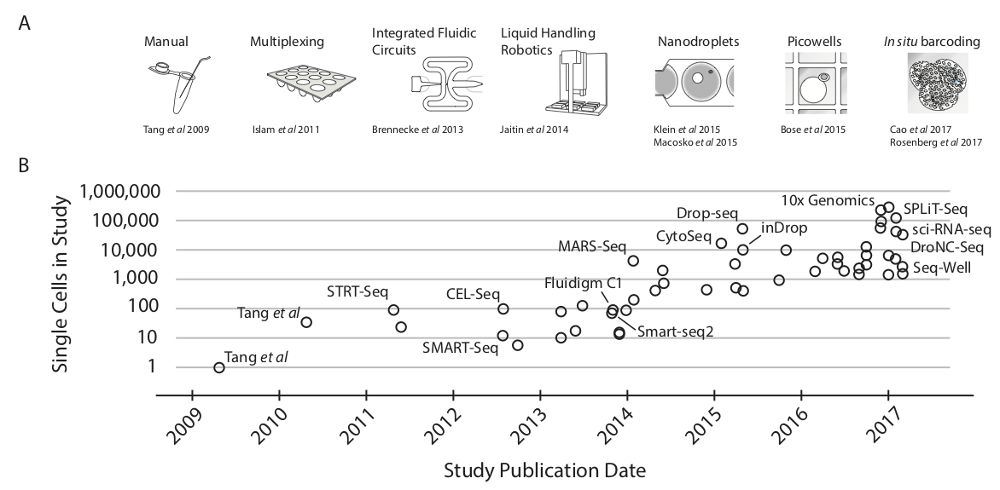 A
Manual
Multiplexing
Integrated Fluidic
Circuits
Liquid Handling
Robotics
Nanodroplets
Picowells
In situ barcoding
Tang et al 2009
Islam et al 2011
Brennecke et al 2013
Jaitin et al 2014
Klein et al 2015
Macosko et al 2015
Bose et al 2015
Cao et al 2017
Rosenberg et al 2017
B
Single Cells in Study
1,000,000
100,000
10,000
1,000
100
10
1
Tang et al
Tang et al
STRT-Seq
CEL-Seq
SMART-Seq
Fluidigm C1
Smart-seq2
MARS-Seq
CytoSeq
Drop-seq
inDrop
10x Genomics
SPLiT-Seq
sci-RNA-seq
DroNC-Seq
Seq-Well
2009
2010
2011
2012
2013
2014
2015
2016
2017
Study Publication Date